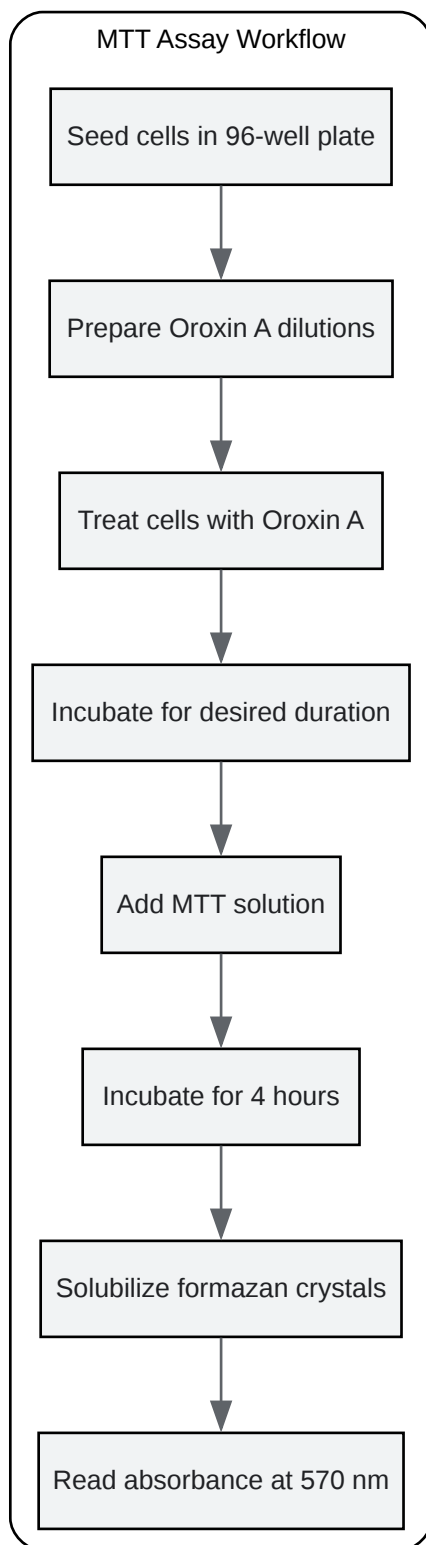 MTT Assay Workflow
Seed cells in 96-well plate
Prepare Oroxin A dilutions
Treat cells with Oroxin A
Incubate for desired duration
Add MTT solution
Incubate for 4 hours
Solubilize formazan crystals
Read absorbance at 570 nm